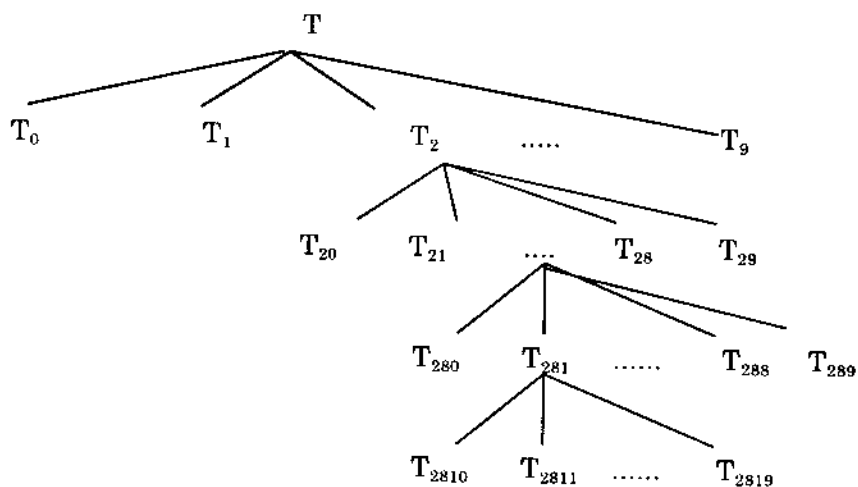 T
T₀ T₁ T₂ ..... T₉
T₂₀ T₂₁ .... T₂₈ T₂₉
T₂₈₀ T₂₈₁ ...... T₂₈₈ T₂₈₉
T₂₈₁₀ T₂₈₁₁ ...... T₂₈₁₉